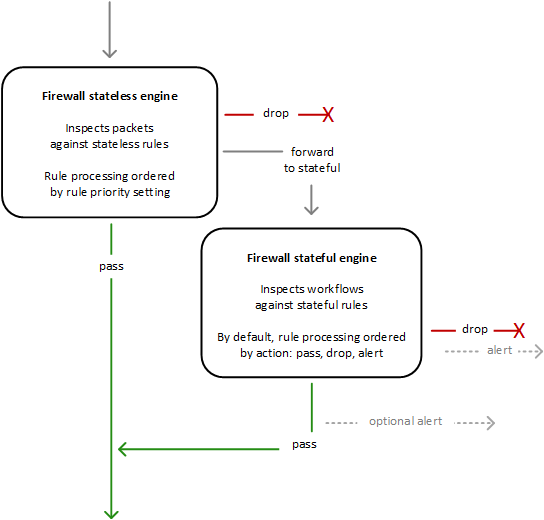 Firewall stateless engine
Inspects packets
against stateless rules
Rule processing ordered
by rule priority setting
drop
X
forward
to stateful
pass
Firewall stateful engine
Inspects workflows
against stateful rules
By default, rule processing ordered
by action: pass, drop, alert
drop
X
alert
optional alert
pass